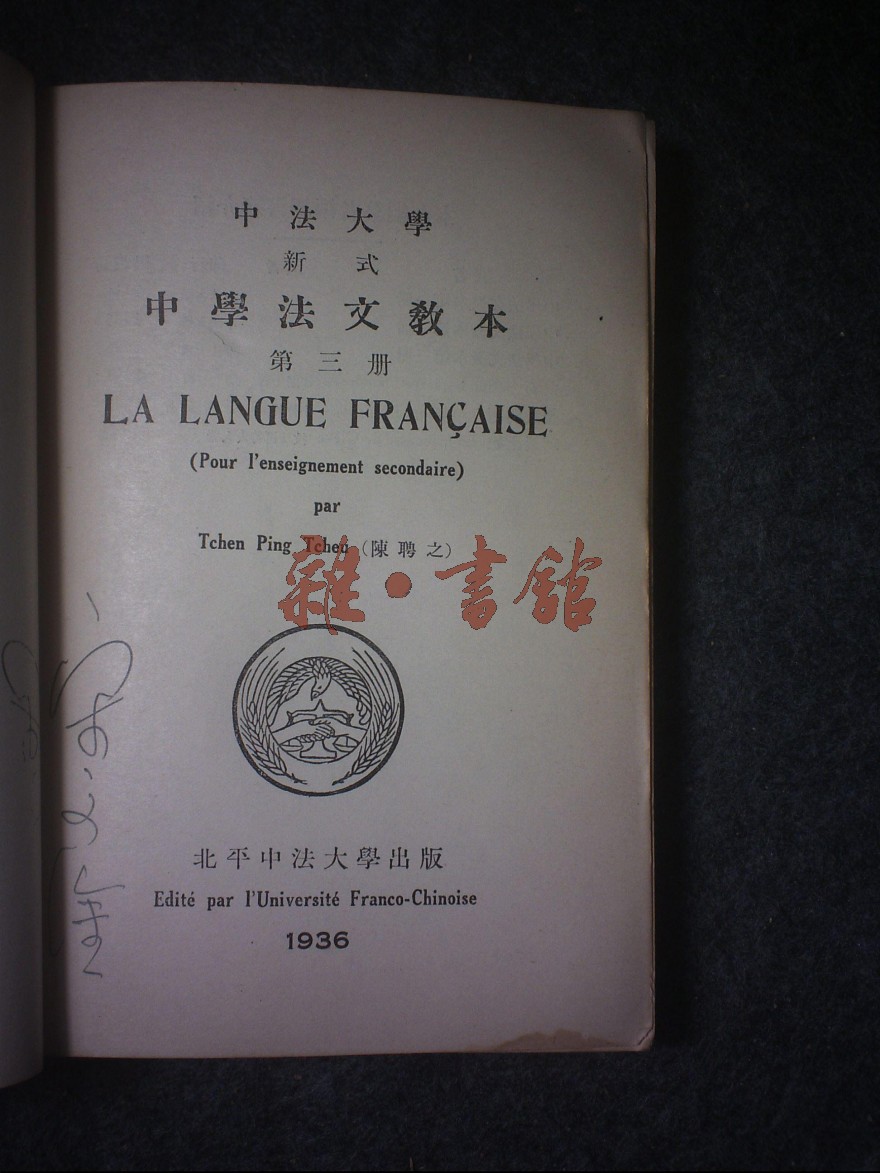 中法大學
新式
中學法文教本
第三册
LA LANGUE FRANÇAISE
(Pour l'enseignement secondaire)
par
Tchen Ping Tcheu (陳聘之)
雜·書館
北平中法大學出版
Edité par l'Université Franco-Chinoise
1936